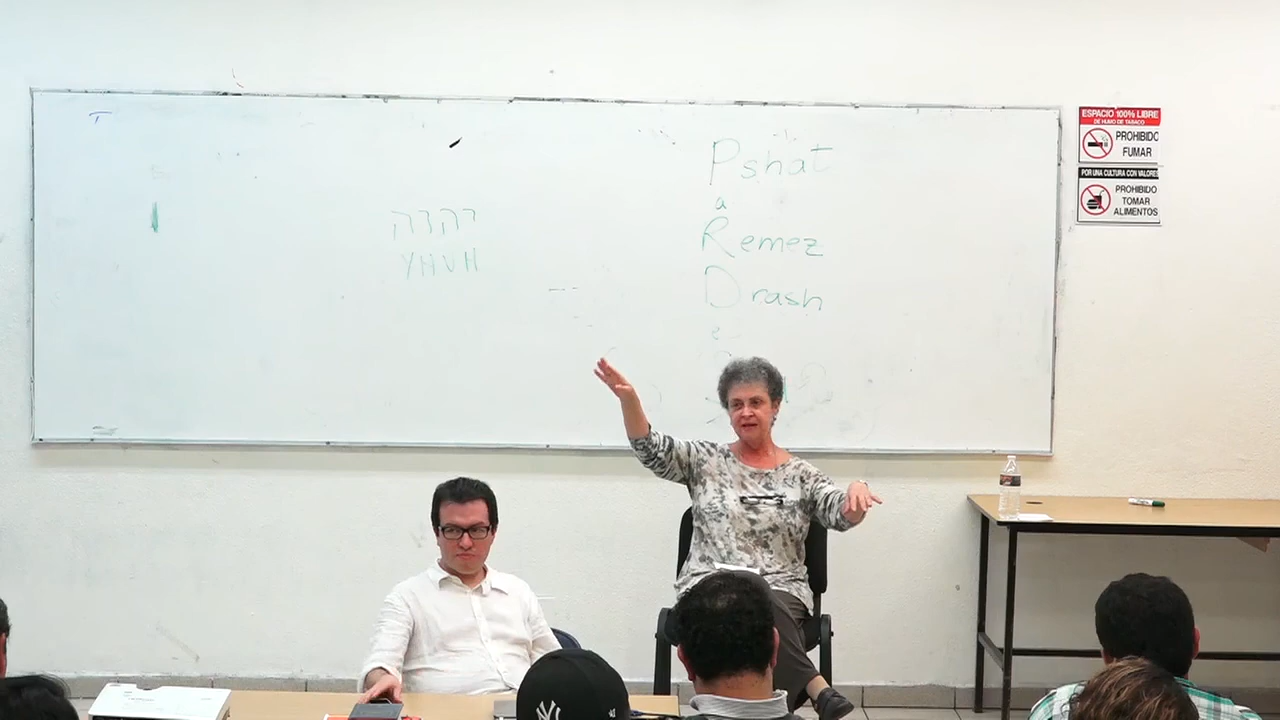 יהוה
YHVH
Pshat
a
Remez
Drash
e
ESPACIO 100% LIBRE
DE HUMO DE TABACO
PROHIBIDO
FUMAR
POR UNA CULTURA CON VALORES
PROHIBIDO
TOMAR
ALIMENTOS
NY